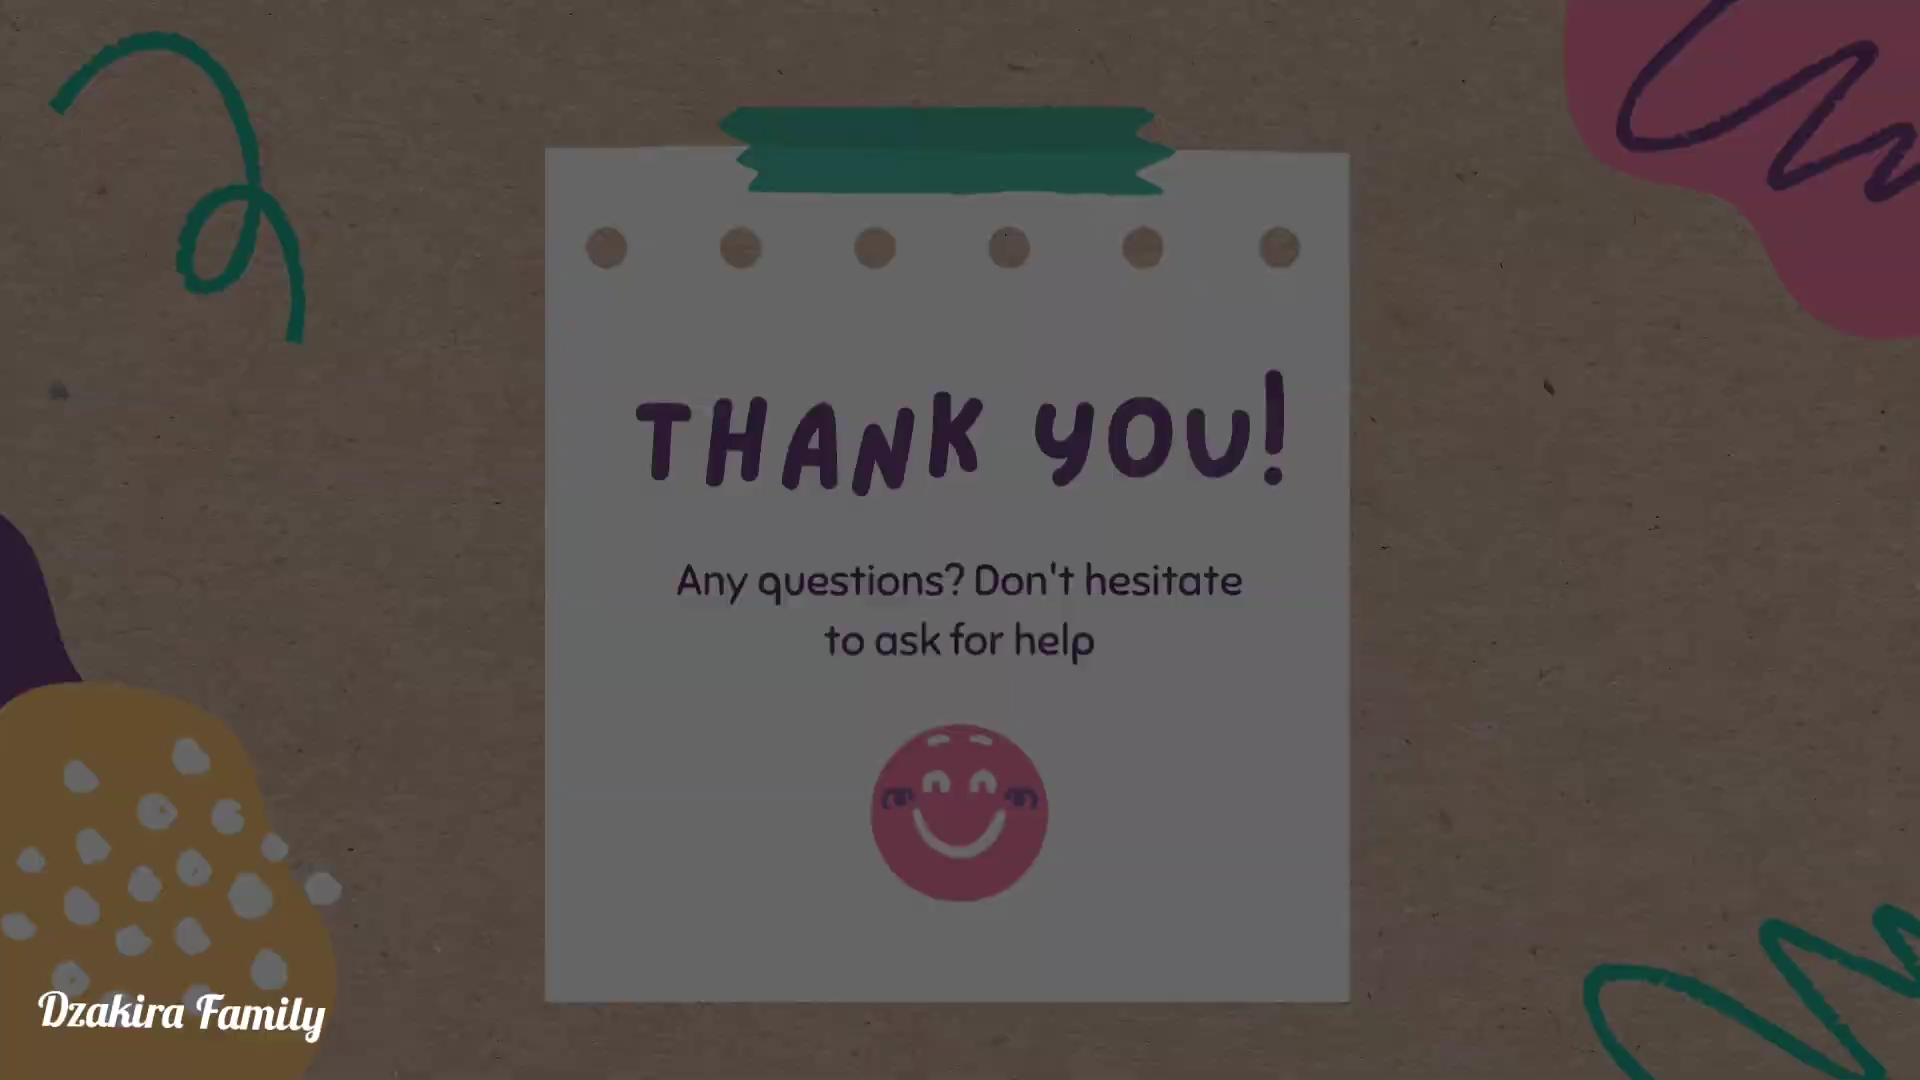 THANK YOU!
Any questions? Don't hesitate
to ask for help
Dzakira Family